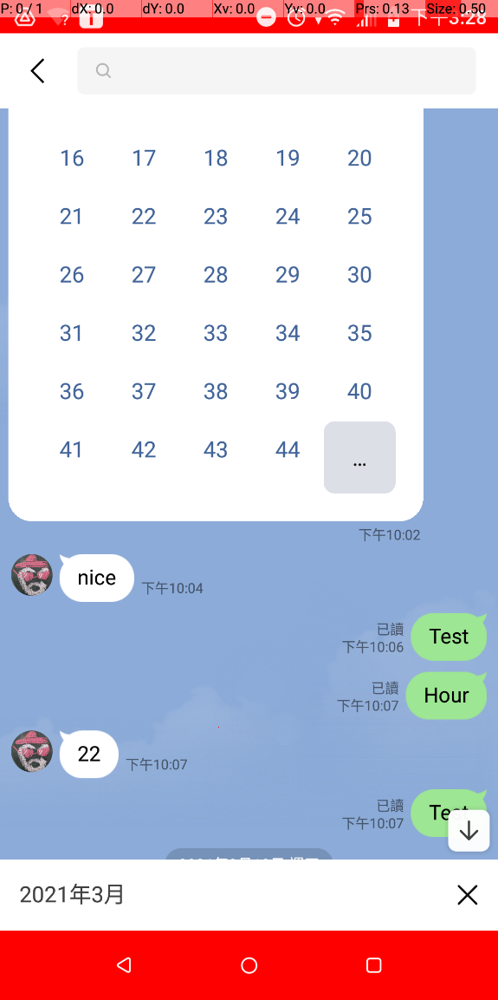 P: 0 / 1 dX: 0.0 dY: 0.0 Xv: 0.0 Yv: 0.0 Prs: 0.13 Size: 0.50
下午3:28
16 17 18 19 20
21 22 23 24 25
26 27 28 29 30
31 32 33 34 35
36 37 38 39 40
41 42 43 44 ...
下午10:02
nice
下午10:04
已讀
下午10:06
Test
已讀
下午10:07
Hour
22
下午10:07
已讀
下午10:07
Test
2021年3月